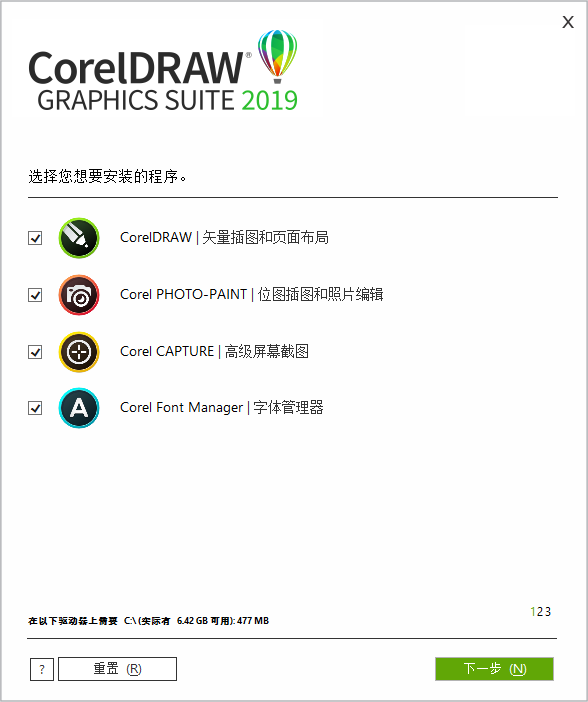 X
CorelDRAW®
GRAPHICS SUITE 2019
选择您想要安装的程序。
CorelDRAW | 矢量插图和页面布局
Corel PHOTO-PAINT | 位图插图和照片编辑
Corel CAPTURE | 高级屏幕截图
A Corel Font Manager | 字体管理器
123
在以下驱动器上需要 C:\ (实际有 6.42 GB 可用): 477 MB
? 重置 (R) 下一步 (N)